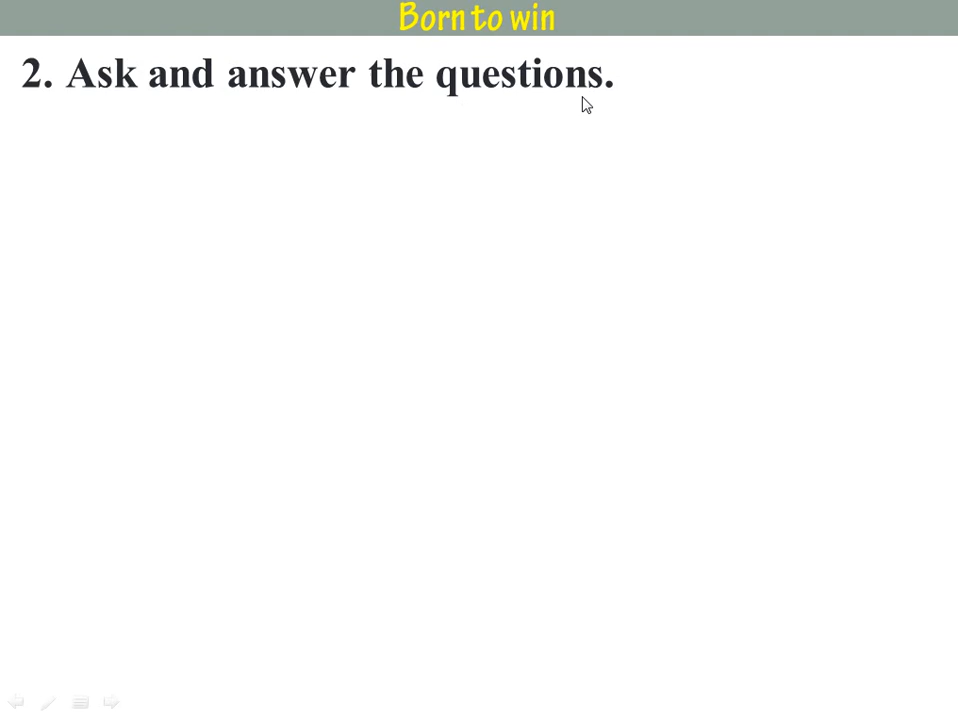 Born to win
2. Ask and answer the questions.